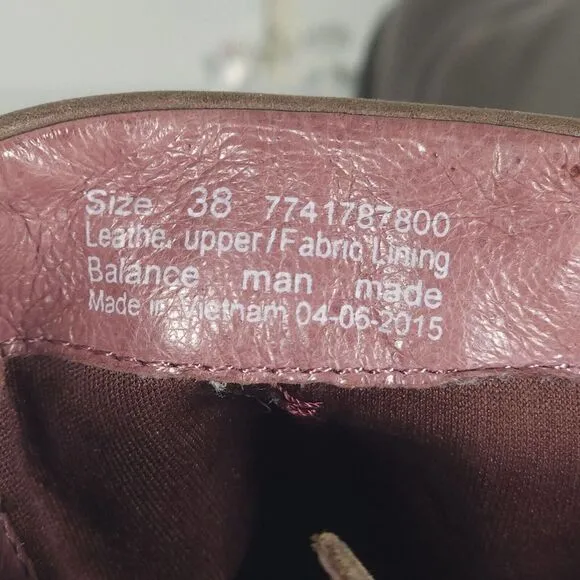 Size 38 7741787800
Leather upper/Fabric Lining
Balance man made
Made in Vietnam 04-06-2015